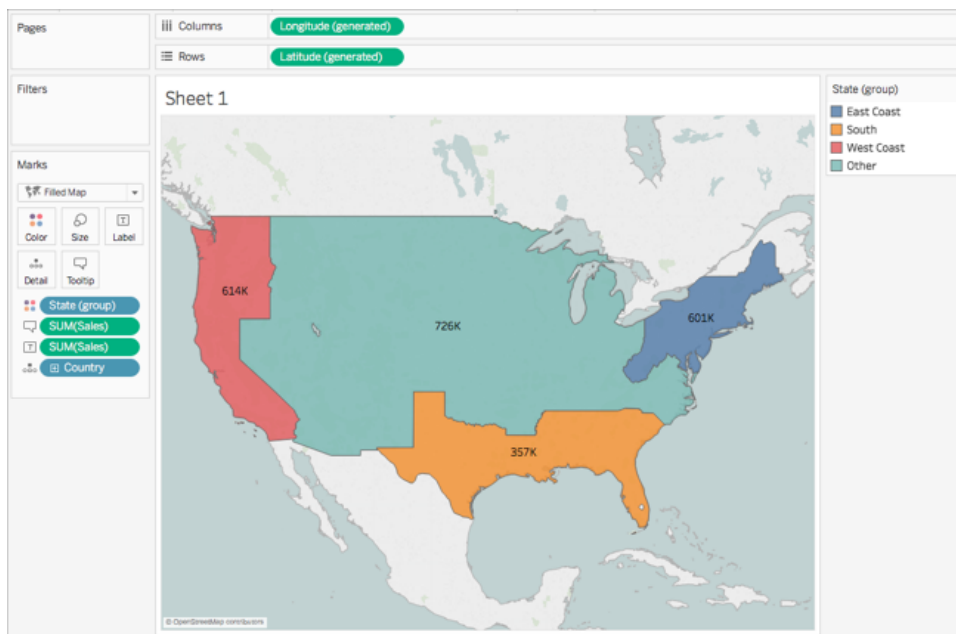 Pages
Columns
Longitude (generated)
Rows
Latitude (generated)
Filters
Sheet 1
State (group)
East Coast
South
West Coast
Other
Marks
Filled Map
Color
Size
Label
Detail
Tooltip
State (group)
SUM(Sales)
SUM(Sales)
Country
614K
726K
601K
357K
© OpenStreetMap contributors